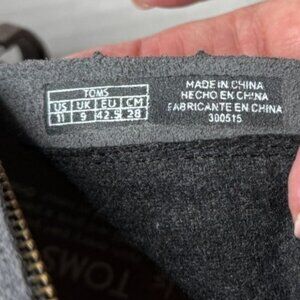 TOMS
US UK EU CM
11 9 42.5 28
MADE IN CHINA
HECHO EN CHINA
FABRICANTE EN CHINA
300515
TOMS